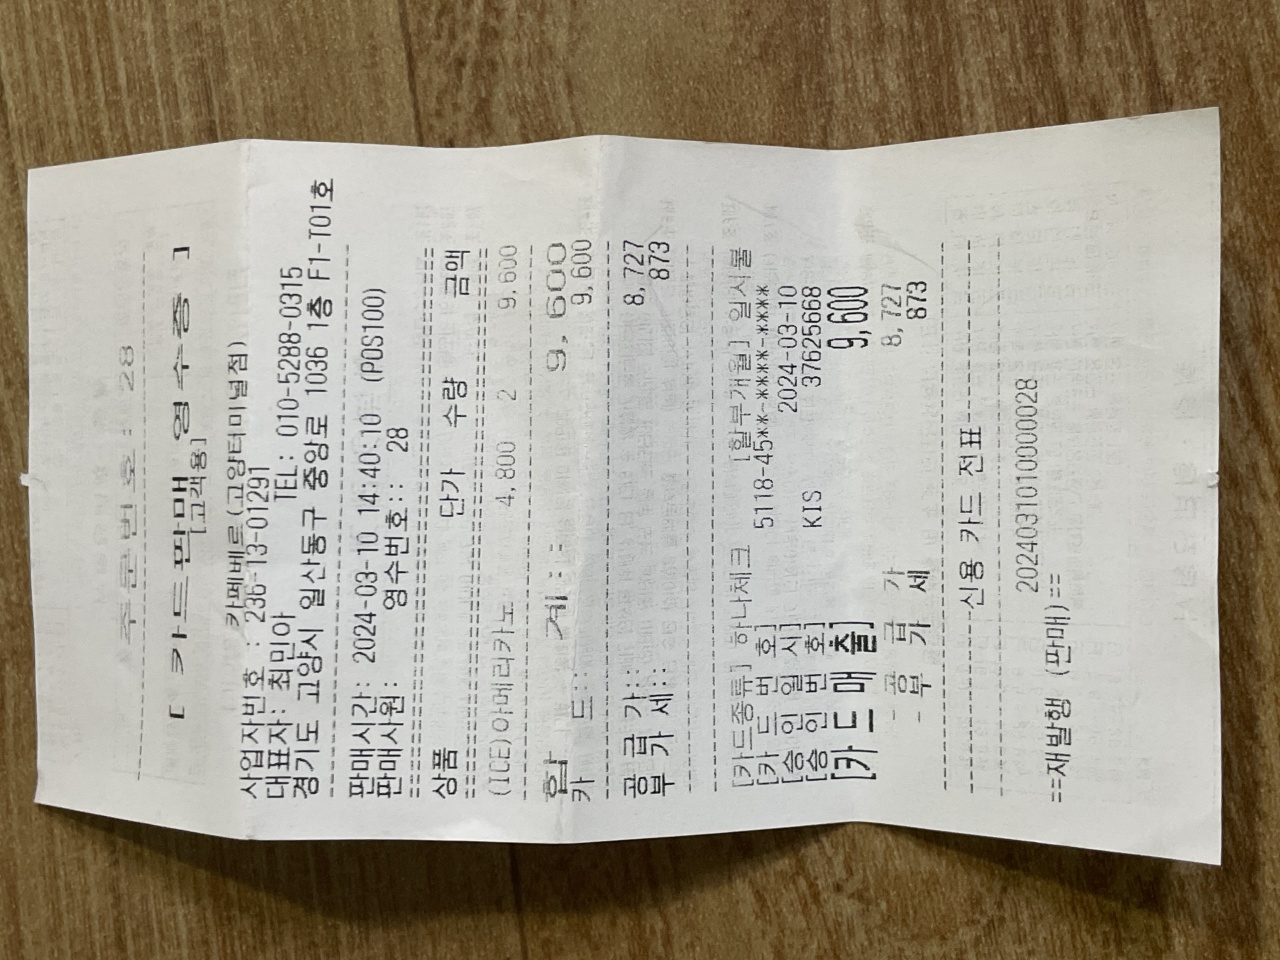 주문번호: 28
[ 카드판매 영수증 ]
[고객용]
카페베르(고양터미널점)
사업자번호 : 236-13-01291
대표자: 최민아 TEL: 010-5288-0315
경기도 고양시 일산동구 중앙로 1036 1층 F1-T01호
판매시간: 2024-03-10 14:40:10 (POS100)
판매사원: 영수번호:: 28
상품 단가 수량 금액
(ICE)아메리카노 4,800 2 9,600
합 계: 9,600
카 드:: 9,600
공급가:: 8,727
부가세:: 873
[카드종류] 하나체크 [할부개월] 일시불
[카드번호] 5118-45**-****-****
[승인일시] 2024-03-10
[승인번호] KIS 37625668
[카드매출] 9,600
- 공급가 8,727
- 부가세 873
신용 카드 전표
20240310100000028
==재발행 (판매)==